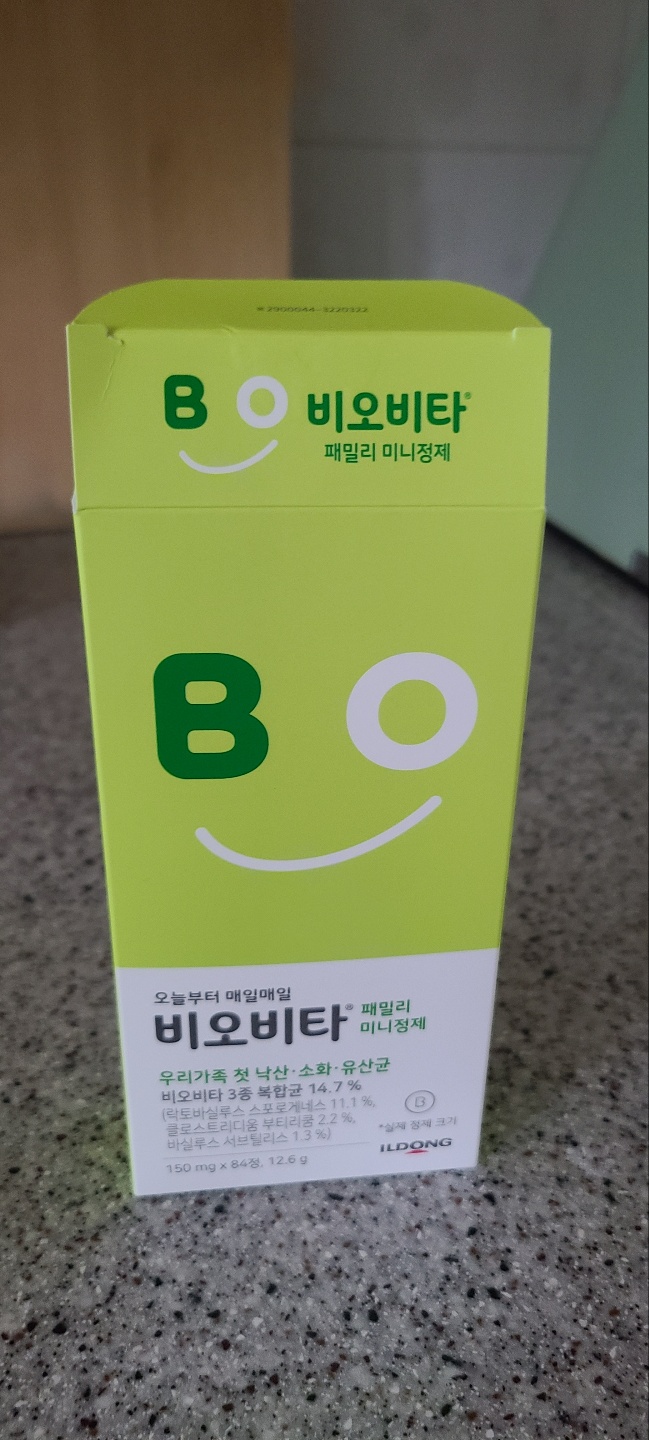 ※2900044-3220322
B O 비오비타®
패밀리 미니정제
B O
오늘부터 매일매일
비오비타® 패밀리
미니정제
우리가족 첫 낙산·소화·유산균
비오비타 3종 복합균 14.7 %
(락토바실루스 스포로게네스 11.1 %,
클로스트리디움 부티리쿰 2.2 %,
바실루스 서브틸리스 1.3 %)
B
*실제 정제 크기
150 mg x 84정, 12.6 g
ILDONG